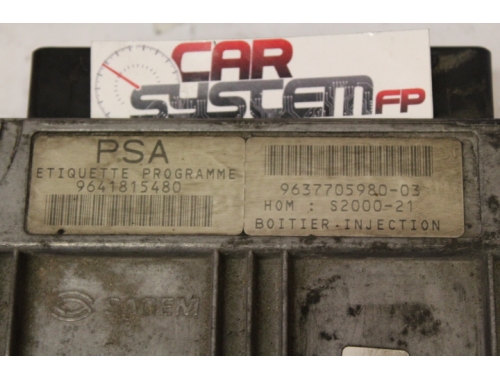 CAR
SYSTEM FP
PSA
ETIQUETTE PROGRAMME
9641815480
9637705980-03
HOM : S2000-21
BOITIER-INJECTION
SAGEM